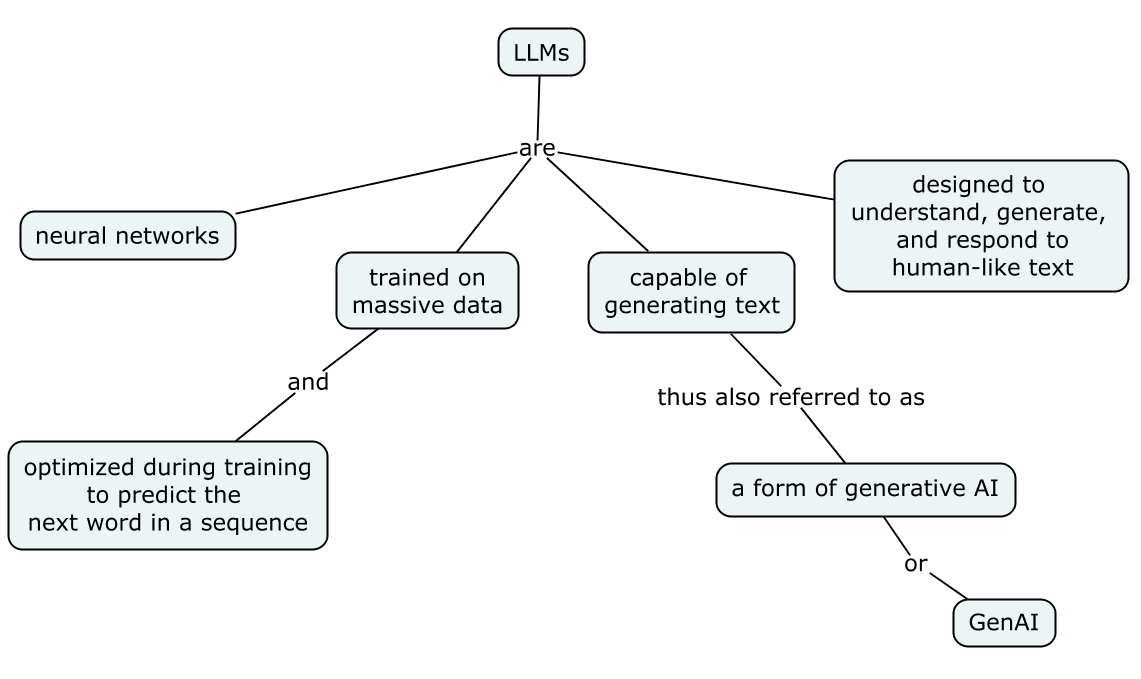 LLMs
are
neural networks
trained on
massive data
capable of
generating text
designed to
understand, generate,
and respond to
human-like text
and
thus also referred to as
optimized during training
to predict the
next word in a sequence
a form of generative AI
or
GenAI